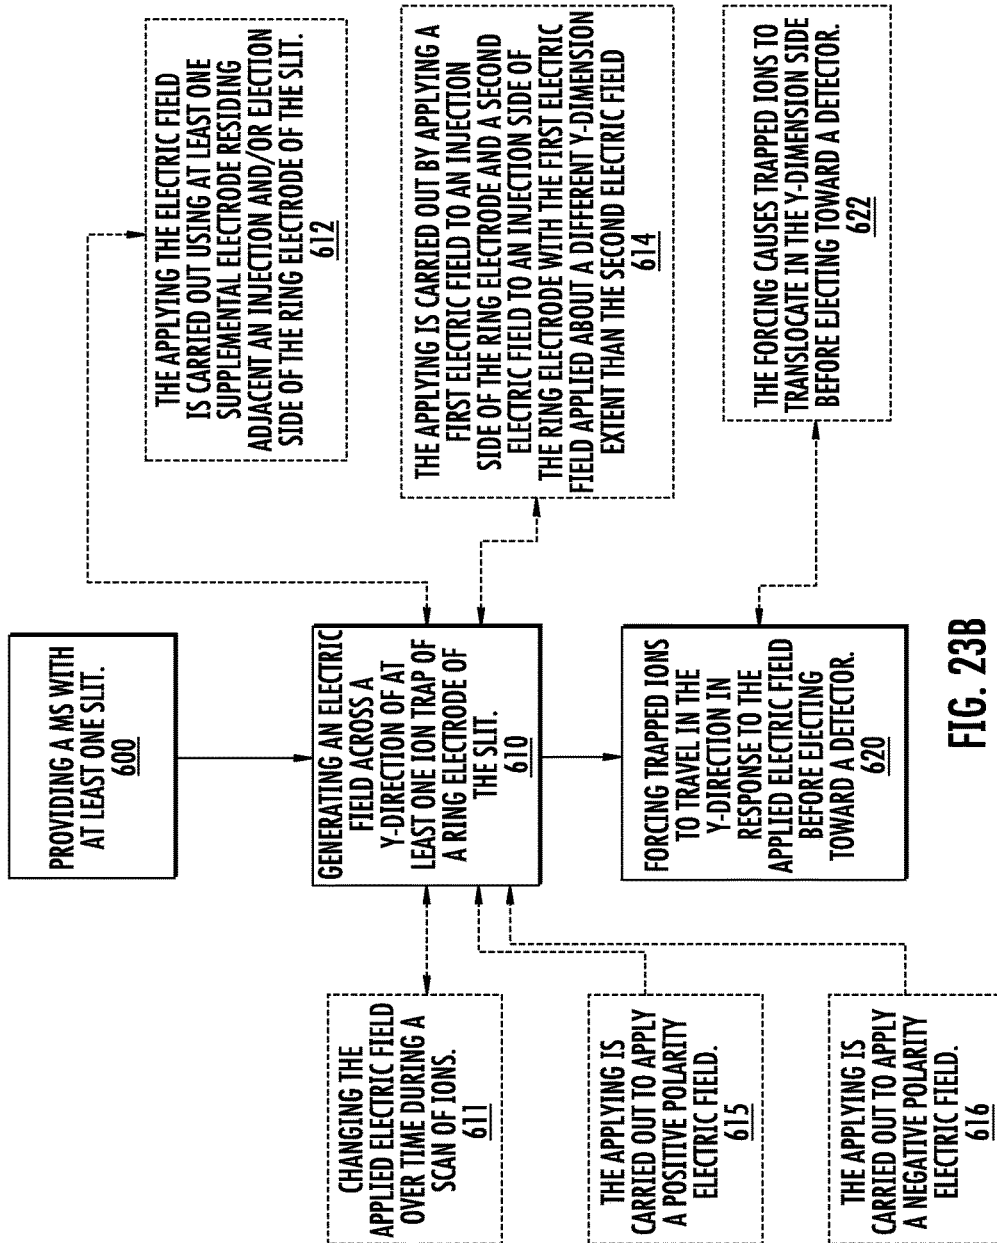 PROVIDING A MS WITH
AT LEAST ONE SLIT.
600
GENERATING AN ELECTRIC
FIELD ACROSS A
Y-DIRECTION OF AT
LEAST ONE ION TRAP OF
A RING ELECTRODE OF
THE SLIT.
610
FORCING TRAPPED IONS
TO TRAVEL IN THE
Y-DIRECTION IN
RESPONSE TO THE
APPLIED ELECTRIC FIELD
BEFORE EJECTING
TOWARD A DETECTOR.
620
CHANGING THE
APPLIED ELECTRIC FIELD
OVER TIME DURING A
SCAN OF IONS.
611
THE APPLYING IS
CARRIED OUT TO APPLY
A POSITIVE POLARITY
ELECTRIC FIELD.
615
THE APPLYING IS
CARRIED OUT TO APPLY
A NEGATIVE POLARITY
ELECTRIC FIELD.
616
THE APPLYING THE ELECTRIC FIELD
IS CARRIED OUT USING AT LEAST ONE
SUPPLEMENTAL ELECTRODE RESIDING
ADJACENT AN INJECTION AND/OR EJECTION
SIDE OF THE RING ELECTRODE OF THE SLIT.
612
THE APPLYING IS CARRIED OUT BY APPLYING A
FIRST ELECTRIC FIELD TO AN INJECTION
SIDE OF THE RING ELECTRODE AND A SECOND
ELECTRIC FIELD TO AN INJECTION SIDE OF
THE RING ELECTRODE WITH THE FIRST ELECTRIC
FIELD APPLIED ABOUT A DIFFERENT Y-DIMENSION
EXTENT THAN THE SECOND ELECTRIC FIELD
614
THE FORCING CAUSES TRAPPED IONS TO
TRANSLOCATE IN THE Y-DIMENSION SIDE
BEFORE EJECTING TOWARD A DETECTOR.
622
FIG. 23B